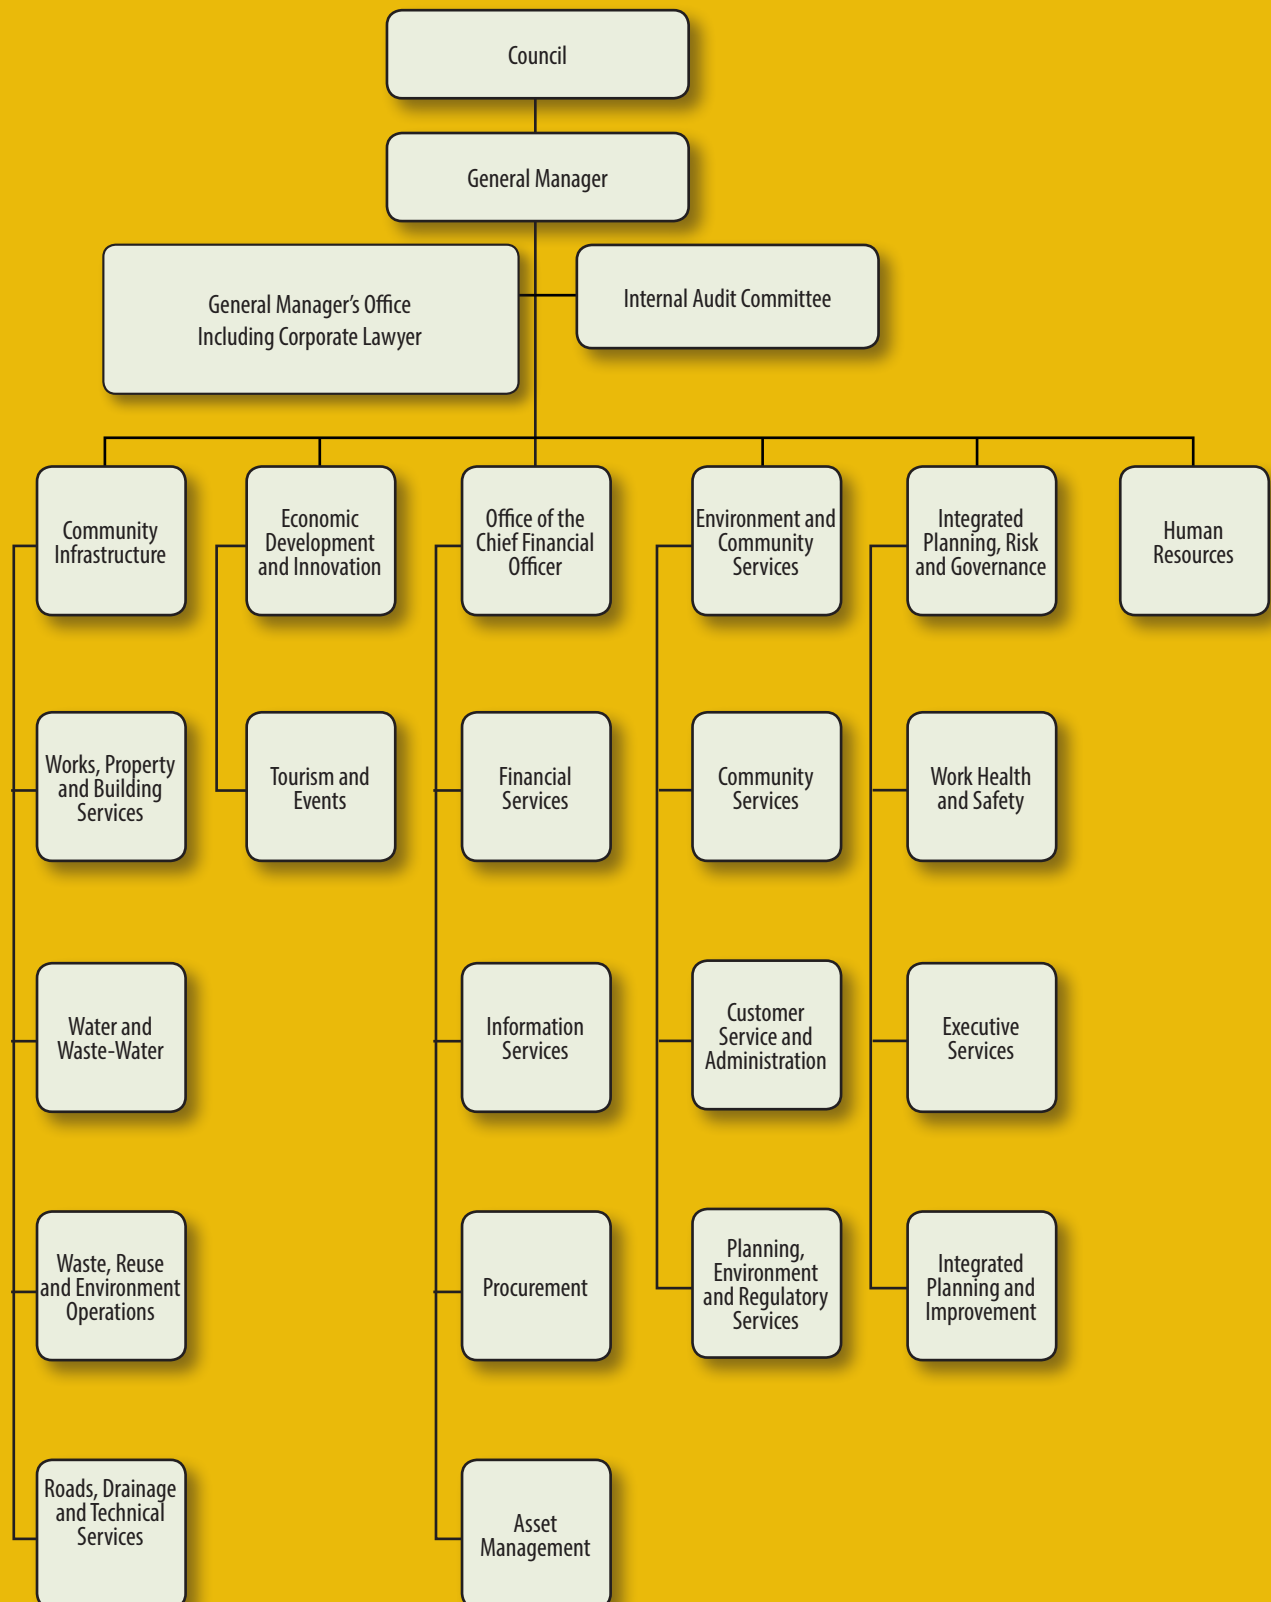 Council
General Manager
General Manager’s Office
Including Corporate Lawyer
Internal Audit Committee
Community
Infrastructure
Economic
Development
and Innovation
Office of the
Chief Financial
Officer
Environment and
Community
Services
Integrated
Planning, Risk
and Governance
Human
Resources
Works, Property
and Building
Services
Tourism and
Events
Financial
Services
Community
Services
Work Health
and Safety
Water and
Waste-Water
Information
Services
Customer
Service and
Administration
Executive
Services
Waste, Reuse
and Environment
Operations
Procurement
Planning,
Environment
and Regulatory
Services
Integrated
Planning and
Improvement
Roads, Drainage
and Technical
Services
Asset
Management